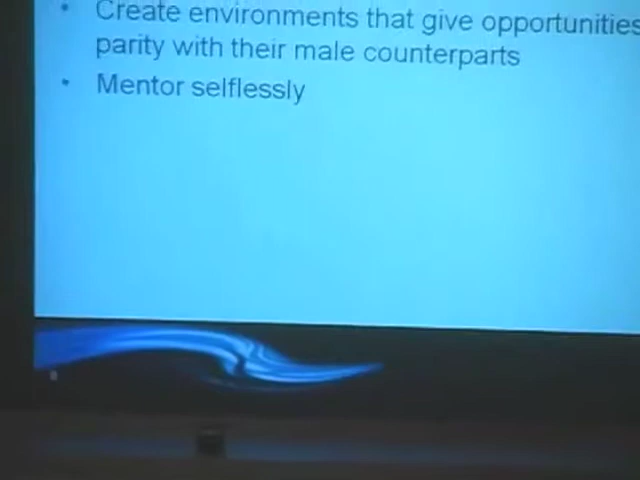 • Create environments that give opportunities
parity with their male counterparts
• Mentor selflessly